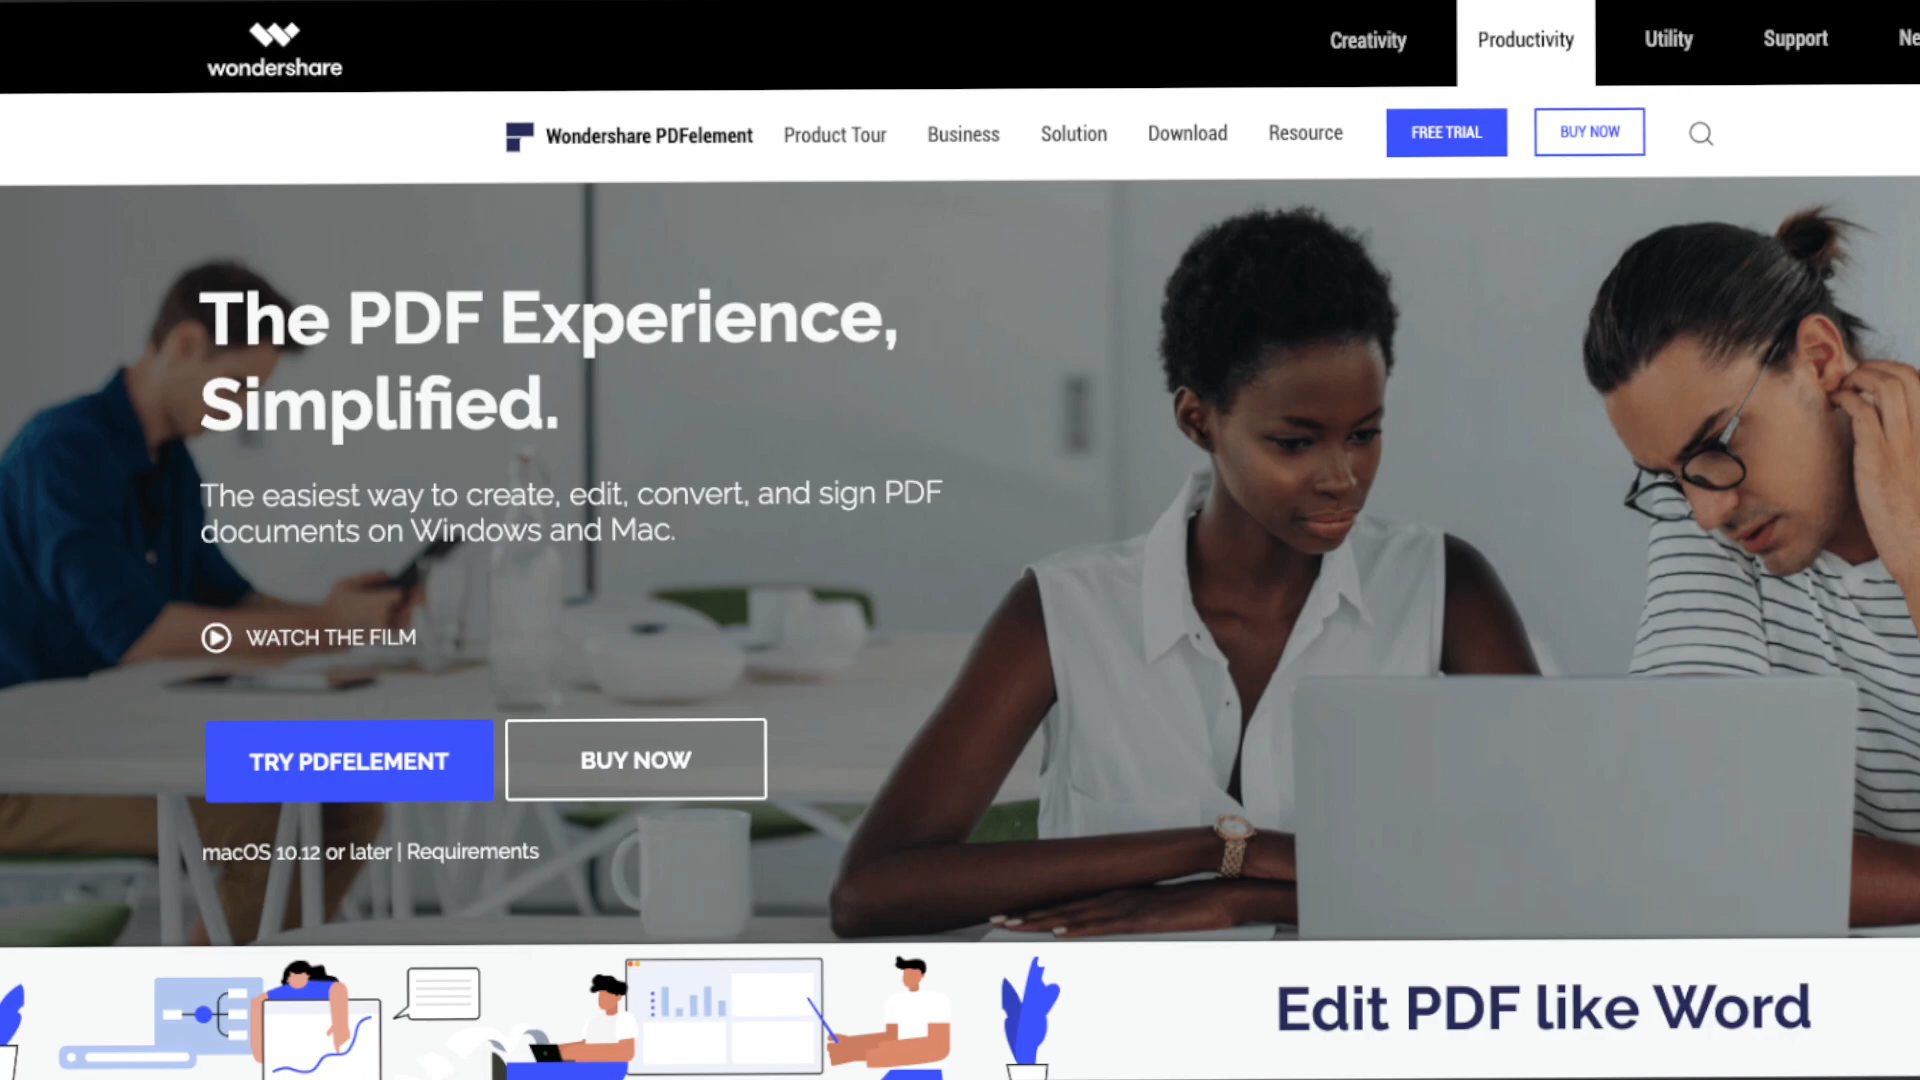 wondershare
Creativity
Productivity
Utility
Support
Wondershare PDFelement
Product Tour
Business
Solution
Download
Resource
FREE TRIAL
BUY NOW
The PDF Experience,
Simplified.
The easiest way to create, edit, convert, and sign PDF
documents on Windows and Mac.
WATCH THE FILM
TRY PDFELEMENT
BUY NOW
macOS 10.12 or later | Requirements
Edit PDF like Word